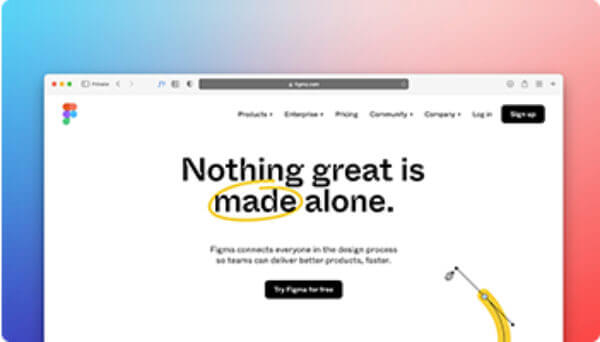 Private
figma.com
Products Enterprise Pricing Community Company Log in Sign up
Nothing great is
made alone.
Figma connects everyone in the design process
so teams can deliver better products, faster.
Try Figma for free